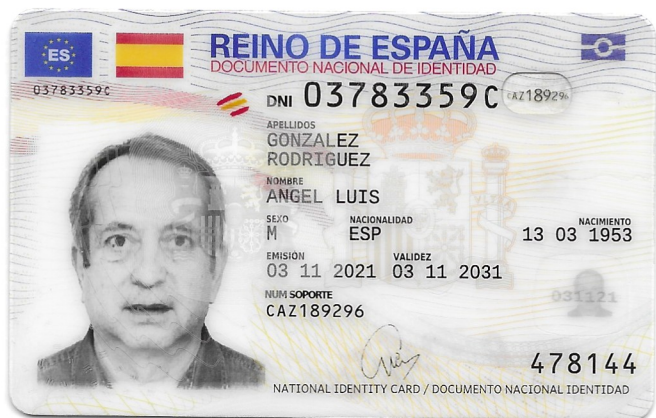 ES
REINO DE ESPAÑA
DOCUMENTO NACIONAL DE IDENTIDAD
03783359C
DNI 03783359C CAZ189296
APELLIDOS
GONZALEZ
RODRIGUEZ
NOMBRE
ANGEL LUIS
SEXO NACIONALIDAD NACIMIENTO
M ESP 13 03 1953
EMISIÓN VALIDEZ
03 11 2021 03 11 2031
NUM SOPORTE
CAZ189296
031121
478144
NATIONAL IDENTITY CARD / DOCUMENTO NACIONAL IDENTIDAD